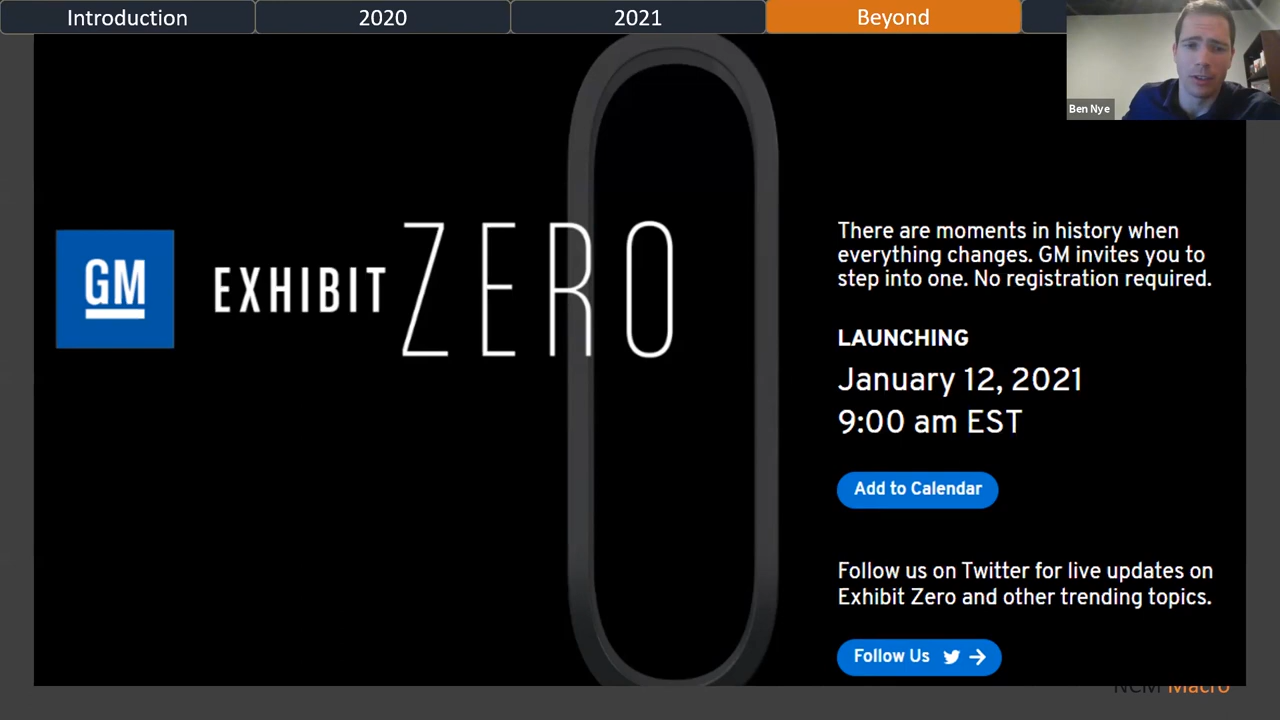 Introduction
2020
2021
Beyond
Ben Nye
GM
EXHIBIT ZERO
There are moments in history when
everything changes. GM invites you to
step into one. No registration required.
LAUNCHING
January 12, 2021
9:00 am EST
Add to Calendar
Follow us on Twitter for live updates on
Exhibit Zero and other trending topics.
Follow Us
Macro